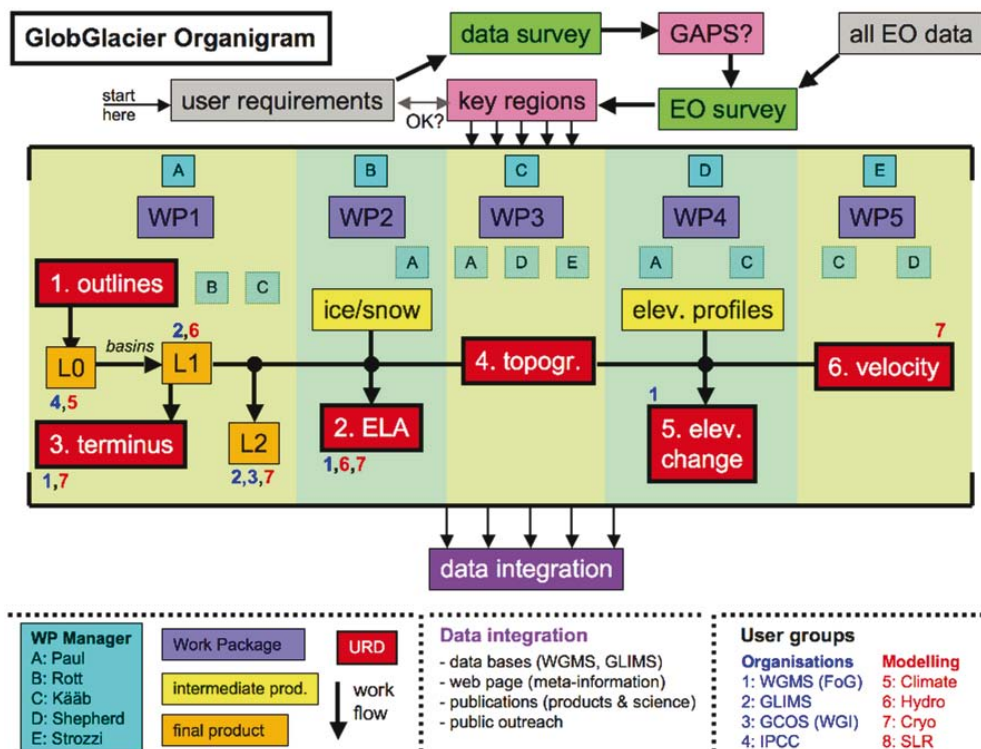 GlobGlacier Organigram
data survey
GAPS?
all EO data
start
here
user requirements
OK?
key regions
EO survey
A
B
C
D
E
WP1
WP2
WP3
WP4
WP5
A
A
D
E
A
C
C
D
1. outlines
B
C
ice/snow
elev. profiles
2,6
7
L0
basins
L1
4. topogr.
6. velocity
4,5
1
3. terminus
L2
2. ELA
5. elev.
change
1,7
2,3,7
1,6,7
data integration
WP Manager
A: Paul
B: Rott
C: Kääb
D: Shepherd
E: Strozzi
Work Package
intermediate prod.
final product
URD
work
flow
Data integration
- data bases (WGMS, GLIMS)
- web page (meta-information)
- publications (products & science)
- public outreach
User groups
Organisations
1: WGMS (FoG)
2: GLIMS
3: GCOS (WGI)
4: IPCC
Modelling
5: Climate
6: Hydro
7: Cryo
8: SLR